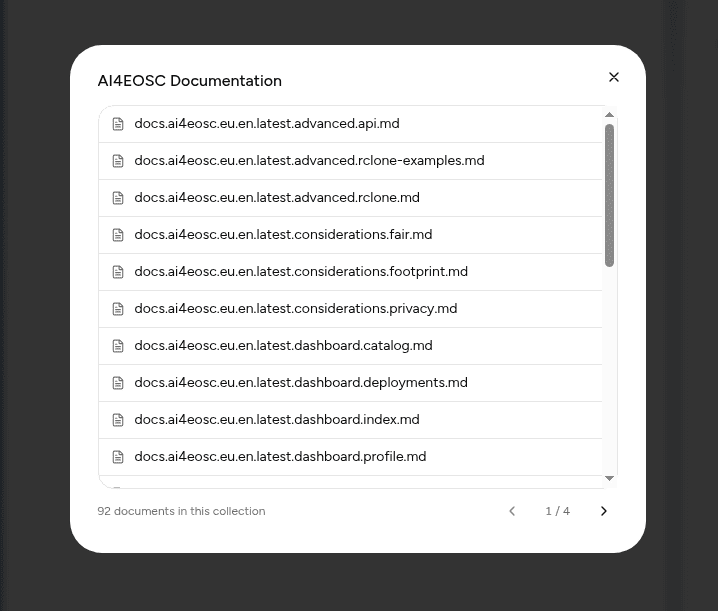 AI4EOSC Documentation
docs.ai4eosc.eu.en.latest.advanced.api.md
docs.ai4eosc.eu.en.latest.advanced.rclone-examples.md
docs.ai4eosc.eu.en.latest.advanced.rclone.md
docs.ai4eosc.eu.en.latest.considerations.fair.md
docs.ai4eosc.eu.en.latest.considerations.footprint.md
docs.ai4eosc.eu.en.latest.considerations.privacy.md
docs.ai4eosc.eu.en.latest.dashboard.catalog.md
docs.ai4eosc.eu.en.latest.dashboard.deployments.md
docs.ai4eosc.eu.en.latest.dashboard.index.md
docs.ai4eosc.eu.en.latest.dashboard.profile.md
92 documents in this collection
1 / 4